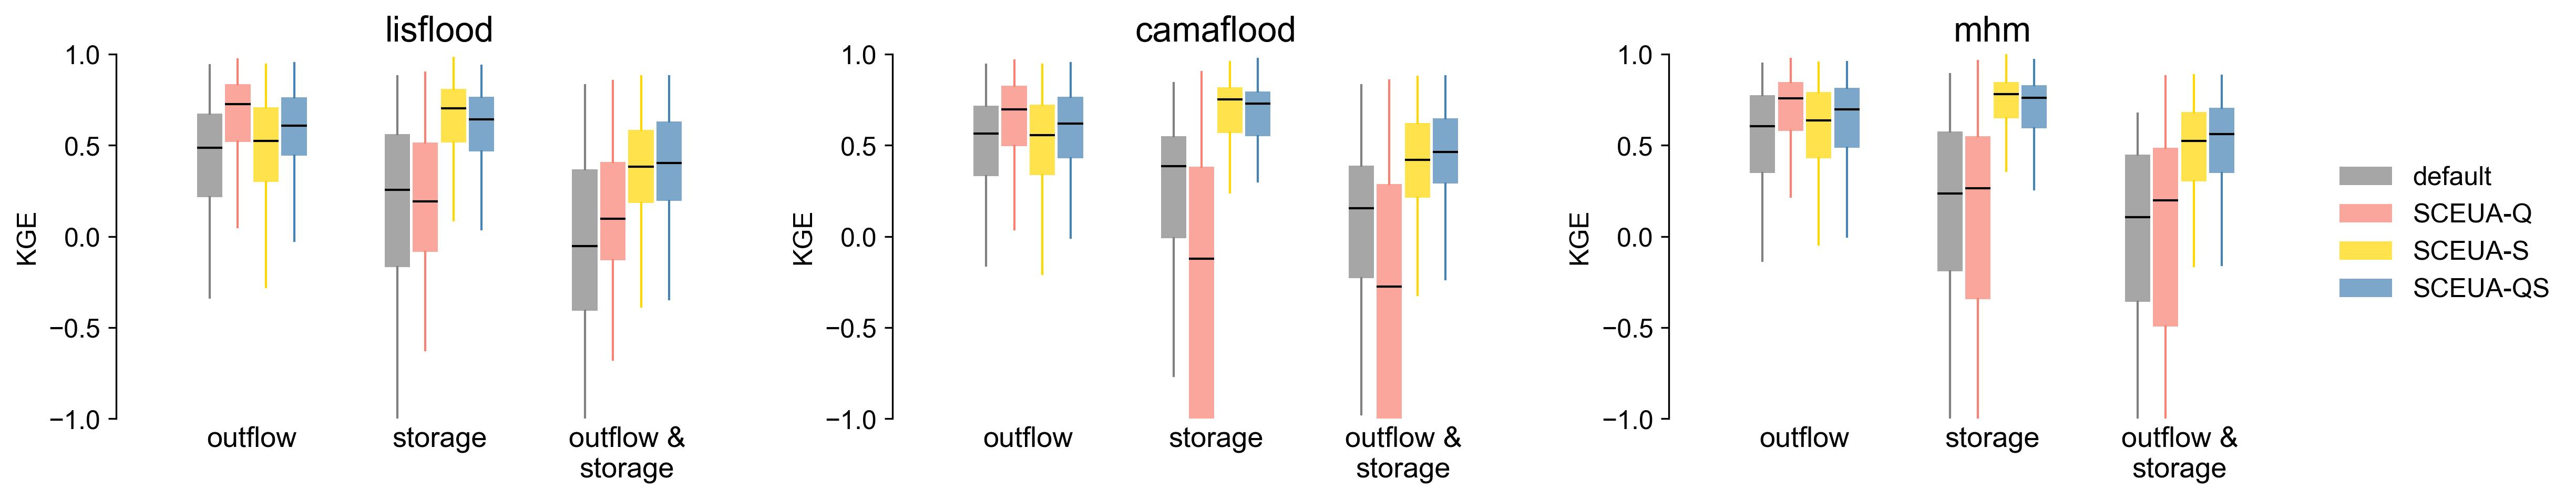 lisflood
1.0
0.5
0.0
−0.5
−1.0
KGE
outflow
storage
outflow &
storage
camaflood
1.0
0.5
0.0
−0.5
−1.0
KGE
outflow
storage
outflow &
storage
mhm
1.0
0.5
0.0
−0.5
−1.0
KGE
outflow
storage
outflow &
storage
default
SCEUA-Q
SCEUA-S
SCEUA-QS